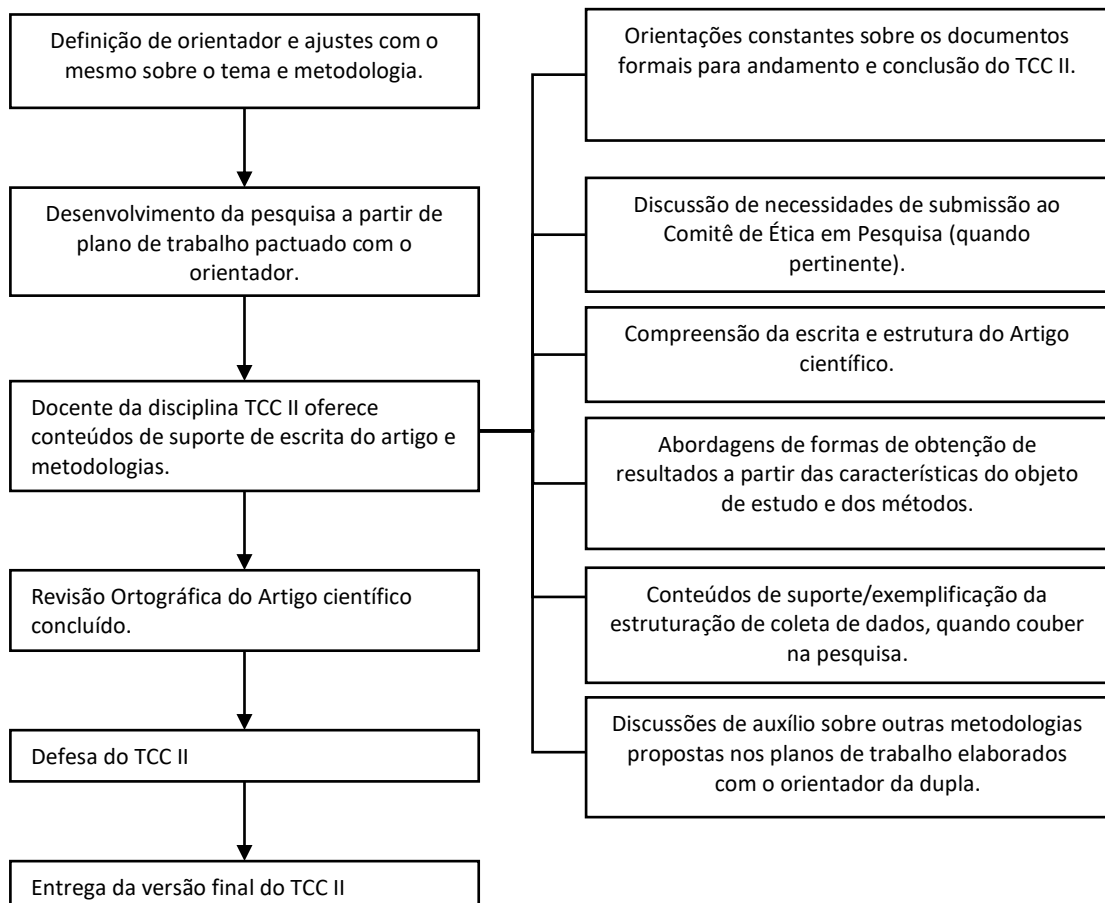 Definição de orientador e ajustes com o
mesmo sobre o tema e metodologia.
Desenvolvimento da pesquisa a partir de
plano de trabalho pactuado com o
orientador.
Docente da disciplina TCC II oferece
conteúdos de suporte de escrita do artigo e
metodologias.
Revisão Ortográfica do Artigo científico
concluído.
Defesa do TCC II
Entrega da versão final do TCC II
Orientações constantes sobre os documentos
formais para andamento e conclusão do TCC II.
Discussão de necessidades de submissão ao
Comitê de Ética em Pesquisa (quando
pertinente).
Compreensão da escrita e estrutura do Artigo
científico.
Abordagens de formas de obtenção de
resultados a partir das características do objeto
de estudo e dos métodos.
Conteúdos de suporte/exemplificação da
estruturação de coleta de dados, quando couber
na pesquisa.
Discussões de auxílio sobre outras metodologias
propostas nos planos de trabalho elaborados
com o orientador da dupla.